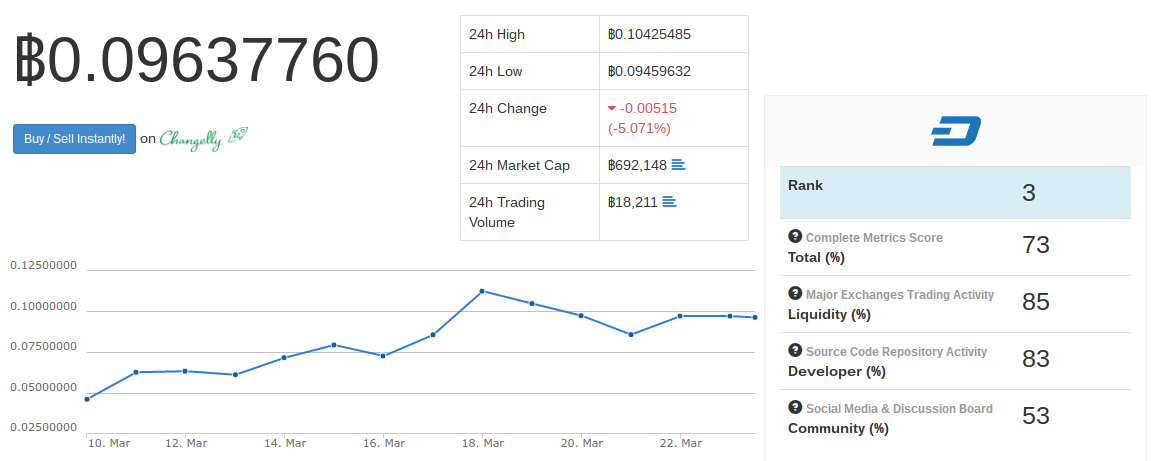 ฿0.09637760
Buy / Sell Instantly! on Changelly
24h High ฿0.10425485
24h Low ฿0.09459632
24h Change -0.00515
(-5.071%)
24h Market Cap ฿692,148
24h Trading
Volume ฿18,211
0.12500000
0.10000000
0.07500000
0.05000000
0.02500000
10. Mar 12. Mar 14. Mar 16. Mar 18. Mar 20. Mar 22. Mar
Rank 3
? Complete Metrics Score
Total (%) 73
? Major Exchanges Trading Activity
Liquidity (%) 85
? Source Code Repository Activity
Developer (%) 83
? Social Media & Discussion Board
Community (%) 53